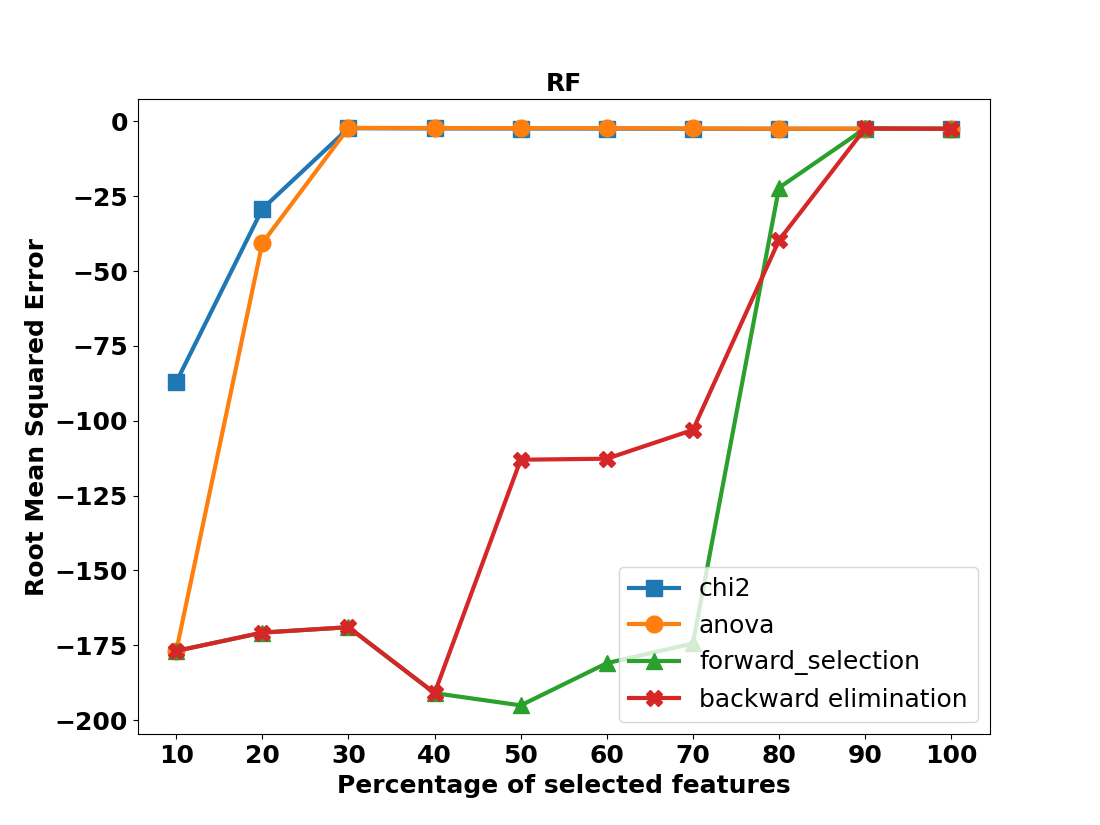 RF
Root Mean Squared Error
0
−25
−50
−75
−100
−125
−150
−175
−200
10 20 30 40 50 60 70 80 90 100
Percentage of selected features
chi2
anova
forward_selection
backward elimination